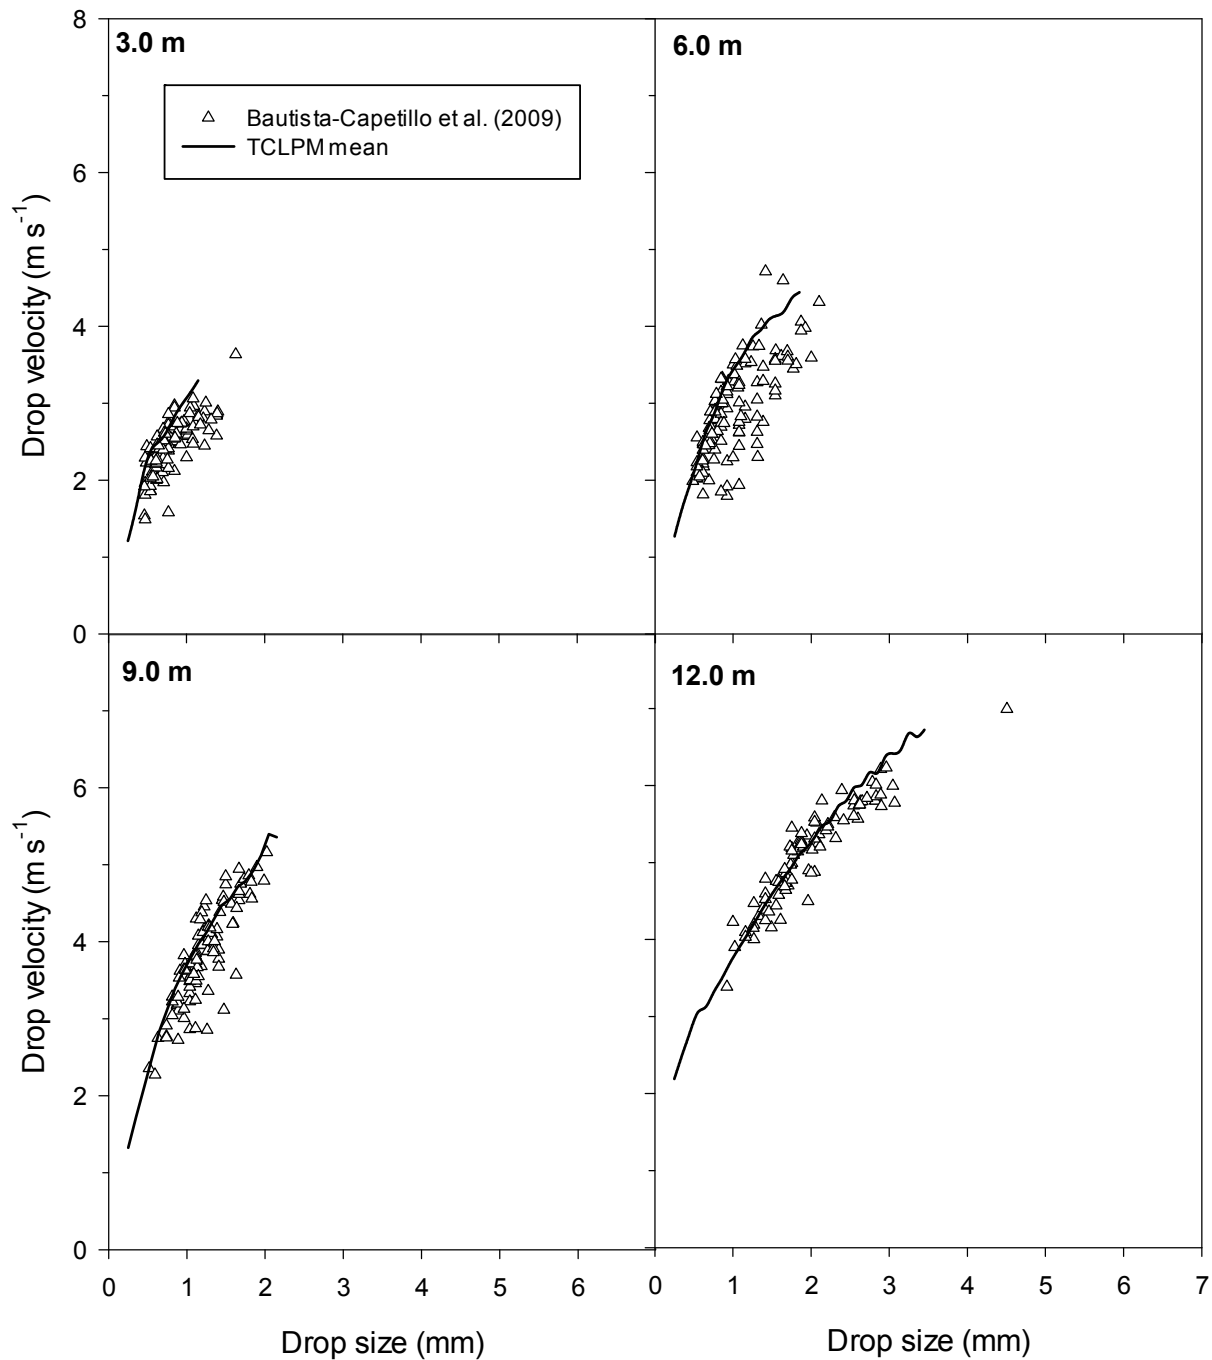 8
3.0 m
6.0 m
Bautista-Capetillo et al. (2009)
TCLPM mean
6
4
2
0
Drop velocity (m s-1)
9.0 m
12.0 m
6
4
2
0
Drop velocity (m s-1)
0 1 2 3 4 5 6
0 1 2 3 4 5 6 7
Drop size (mm)
Drop size (mm)